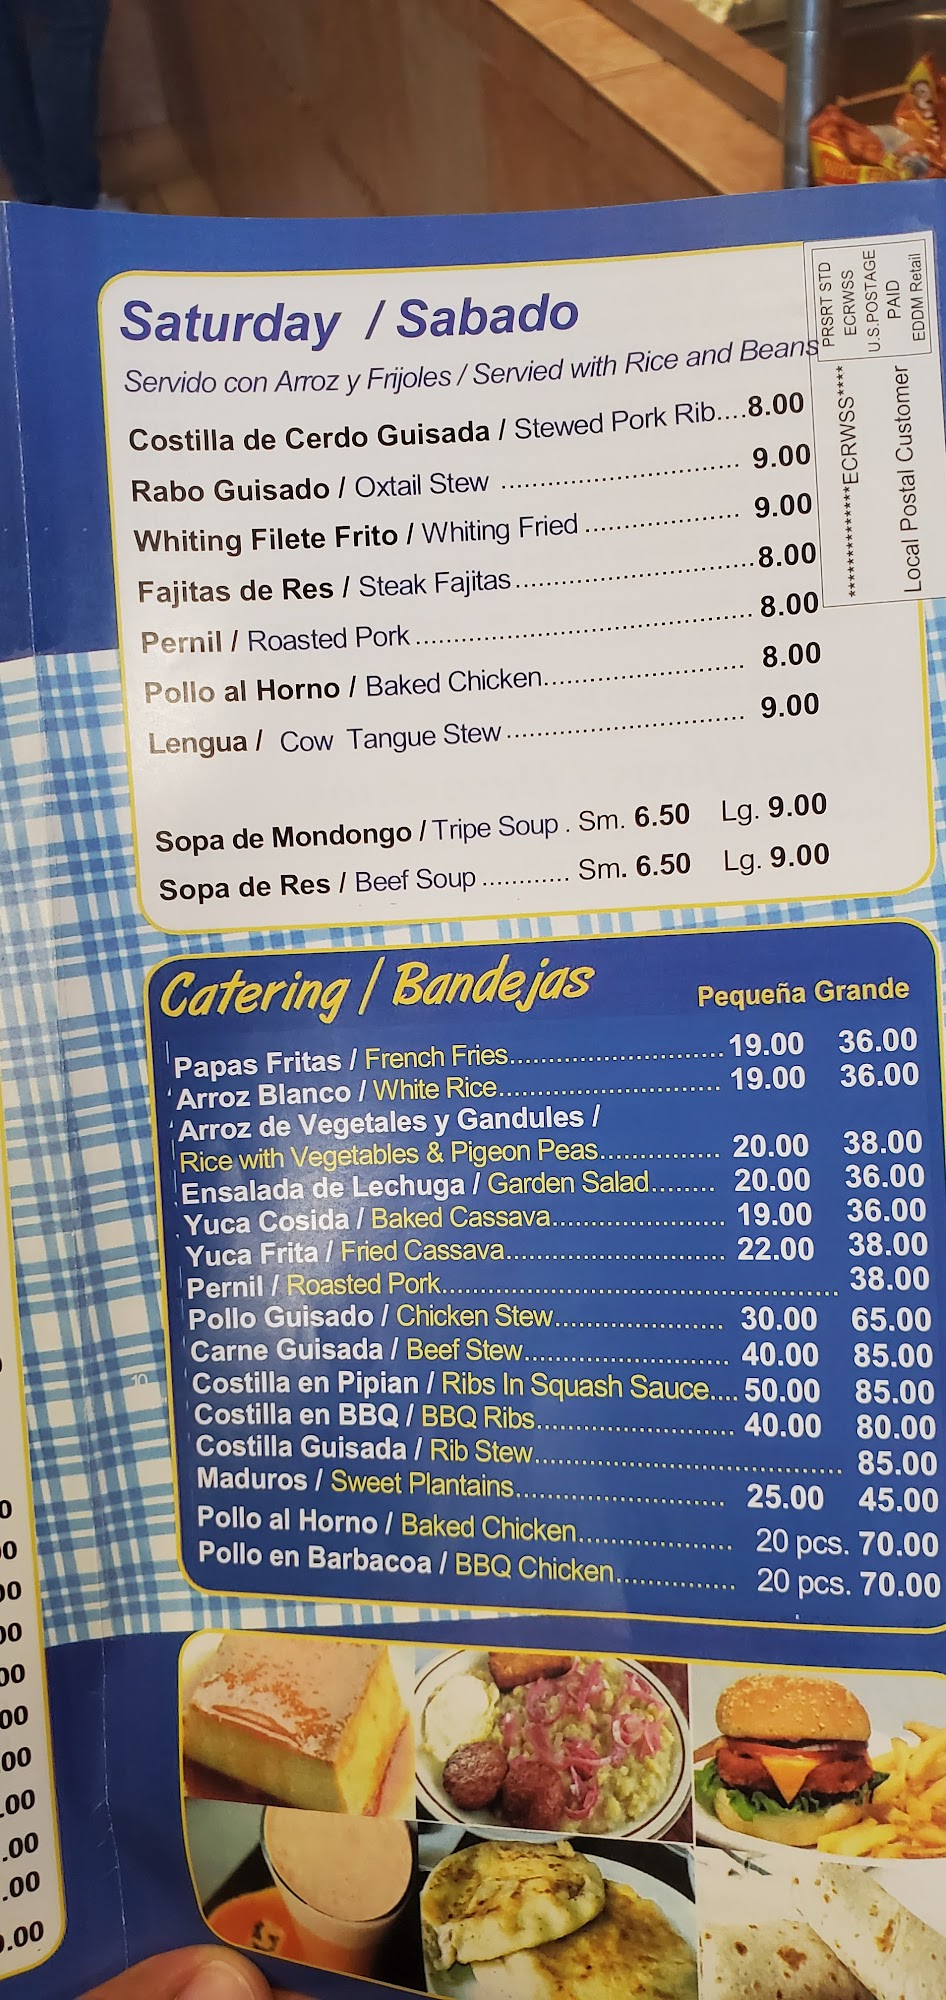 Saturday / Sabado
Servido con Arroz y Frijoles / Servied with Rice and Beans
Costilla de Cerdo Guisada / Stewed Pork Rib....8.00
Rabo Guisado / Oxtail Stew .............................. 9.00
Whiting Filete Frito / Whiting Fried .................... 9.00
Fajitas de Res / Steak Fajitas..............................8.00
Pernil / Roasted Pork .......................................... 8.00
Pollo al Horno / Baked Chicken......................... 8.00
Lengua / Cow Tangue Stew ............................. 9.00
Sopa de Mondongo / Tripe Soup . Sm. 6.50 Lg. 9.00
Sopa de Res / Beef Soup ............ Sm. 6.50 Lg. 9.00
PRSRT STD
ECRWSS
U.S.POSTAGE
PAID
EDDM Retail
**************ECRWSS****
Local Postal Customer
Catering / Bandejas
Pequeña Grande
Papas Fritas / French Fries........................... 19.00 36.00
Arroz Blanco / White Rice............................ 19.00 36.00
Arroz de Vegetales y Gandules /
Rice with Vegetables & Pigeon Peas............... 20.00 38.00
Ensalada de Lechuga / Garden Salad........ 20.00 36.00
Yuca Cosida / Baked Cassava...................... 19.00 36.00
Yuca Frita / Fried Cassava............................ 22.00 38.00
Pernil / Roasted Pork.................................................. 38.00
Pollo Guisado / Chicken Stew..................... 30.00 65.00
Carne Guisada / Beef Stew.......................... 40.00 85.00
Costilla en Pipian / Ribs In Squash Sauce.... 50.00 85.00
Costilla en BBQ / BBQ Ribs......................... 40.00 80.00
Costilla Guisada / Rib Stew....................................... 85.00
Maduros / Sweet Plantains.......................... 25.00 45.00
Pollo al Horno / Baked Chicken.................... 20 pcs. 70.00
Pollo en Barbacoa / BBQ Chicken............... 20 pcs. 70.00
10